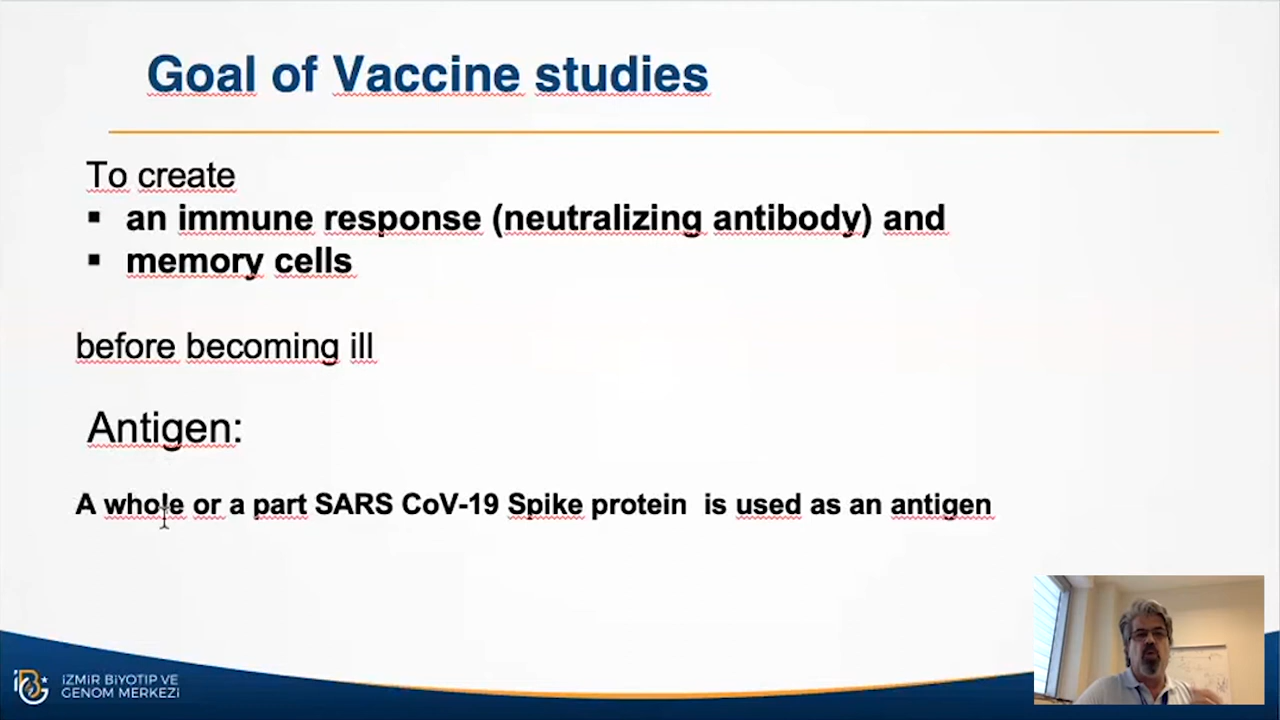 Goal of Vaccine studies
To create
▪ an immune response (neutralizing antibody) and
▪ memory cells
before becoming ill
Antigen:
A whole or a part SARS CoV-19 Spike protein is used as an antigen
İZMİR BİYOTIP VE
GENOM MERKEZİ